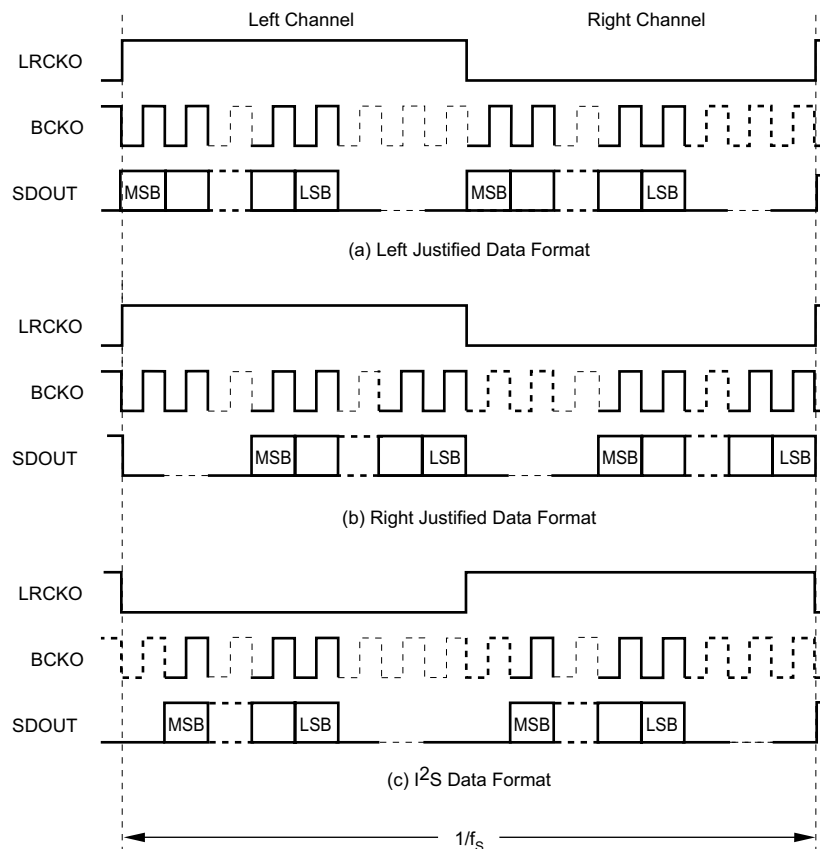 Left Channel Right Channel
LRCKO
BCKO
SDOUT MSB LSB MSB LSB
(a) Left Justified Data Format
LRCKO
BCKO
SDOUT MSB LSB MSB LSB
(b) Right Justified Data Format
LRCKO
BCKO
SDOUT MSB LSB MSB LSB
(c) I²S Data Format
1/fₛ